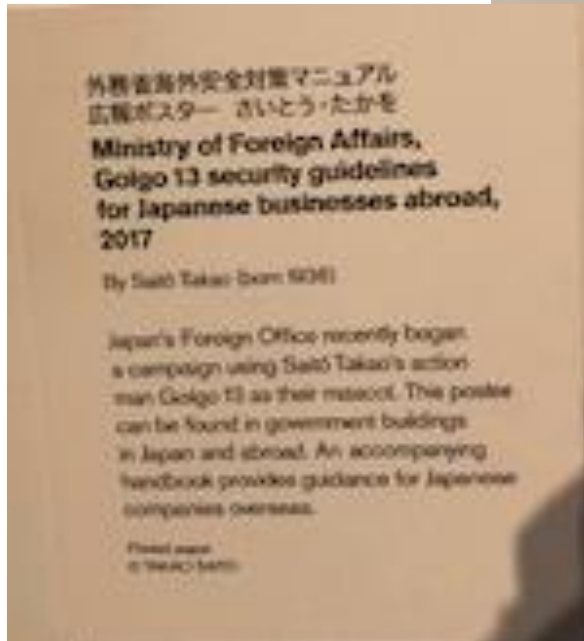 外務省海外安全対策マニュアル
広報ポスター さいとう・たかを
Ministry of Foreign Affairs,
Golgo 13 security guidelines
for Japanese businesses abroad,
2017
By Saitō Takao (born 1936)
Japan's Foreign Office recently began
a campaign using Saitō Takao's action
man Golgo 13 as their mascot. This poster
can be found in government buildings
in Japan and abroad. An accompanying
handbook provides guidance for Japanese
companies overseas.
Printed paper
© TAKAO SAITO